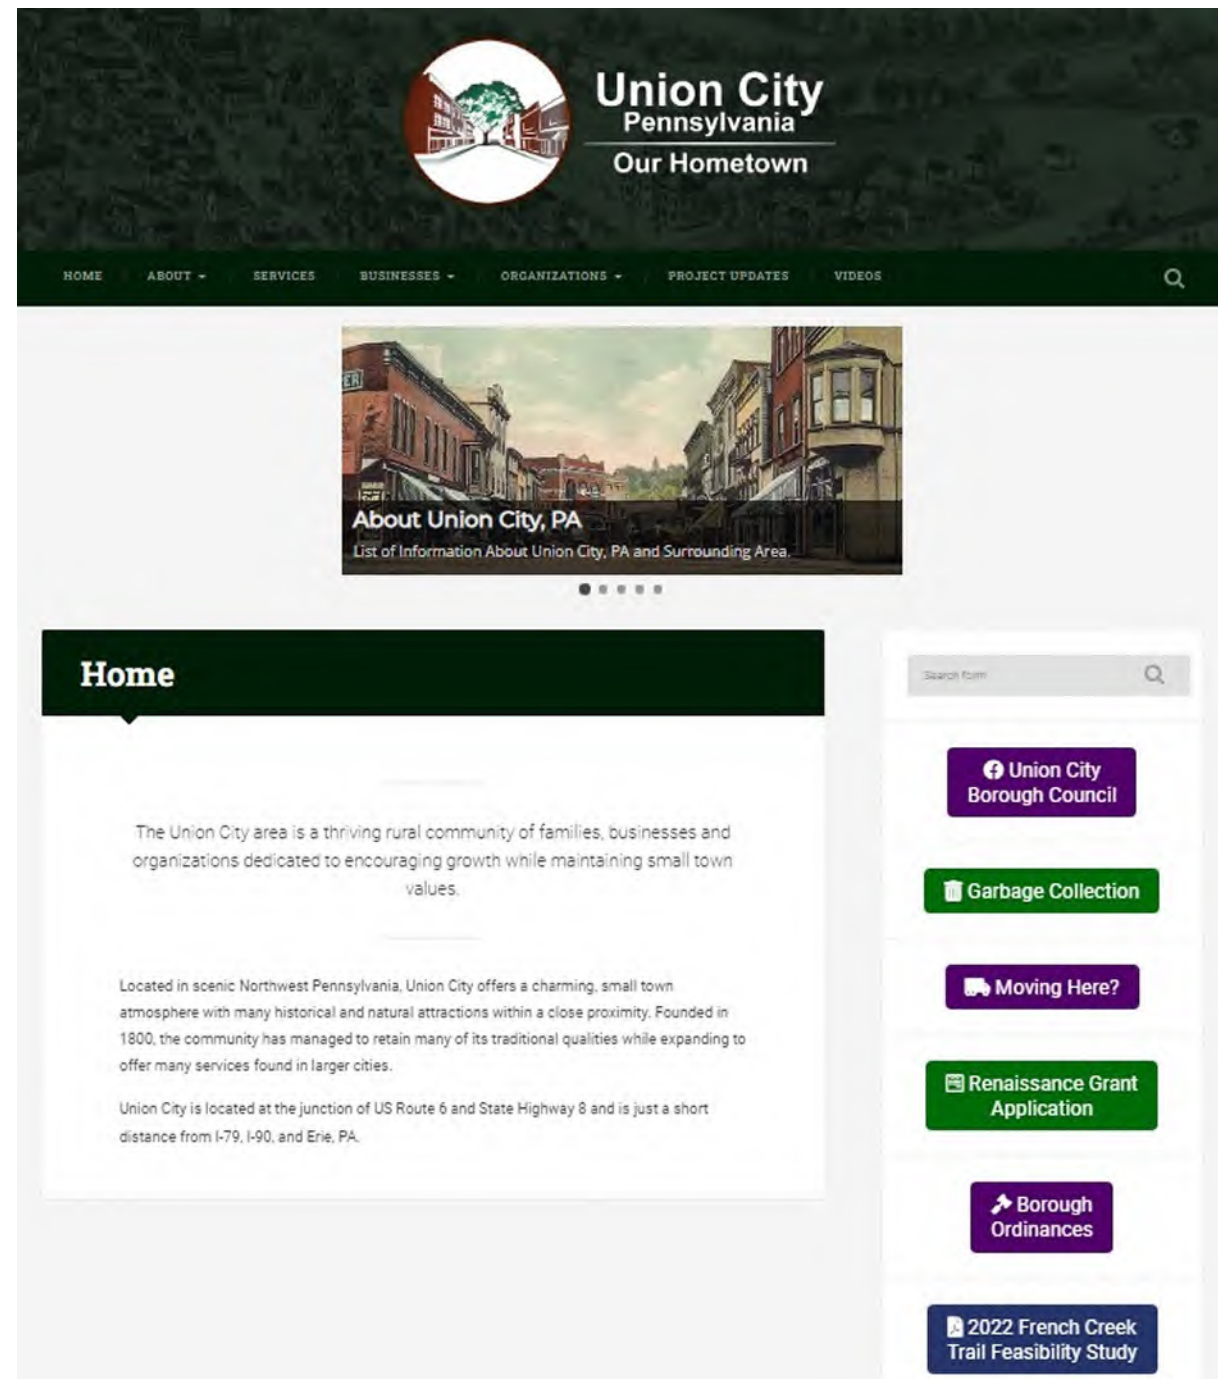 Union City
Pennsylvania
Our Hometown
HOME
ABOUT
SERVICES
BUSINESSES
ORGANIZATIONS
PROJECT UPDATES
VIDEOS
About Union City, PA
List of Information About Union City, PA and Surrounding Area.
Home
The Union City area is a thriving rural community of families, businesses and
organizations dedicated to encouraging growth while maintaining small town
values.
Located in scenic Northwest Pennsylvania, Union City offers a charming, small town
atmosphere with many historical and natural attractions within a close proximity. Founded in
1800, the community has managed to retain many of its traditional qualities while expanding to
offer many services found in larger cities.
Union City is located at the junction of US Route 6 and State Highway 8 and is just a short
distance from I-79, I-90, and Erie, PA.
Search form
Union City
Borough Council
Garbage Collection
Moving Here?
Renaissance Grant
Application
Borough
Ordinances
2022 French Creek
Trail Feasibility Study